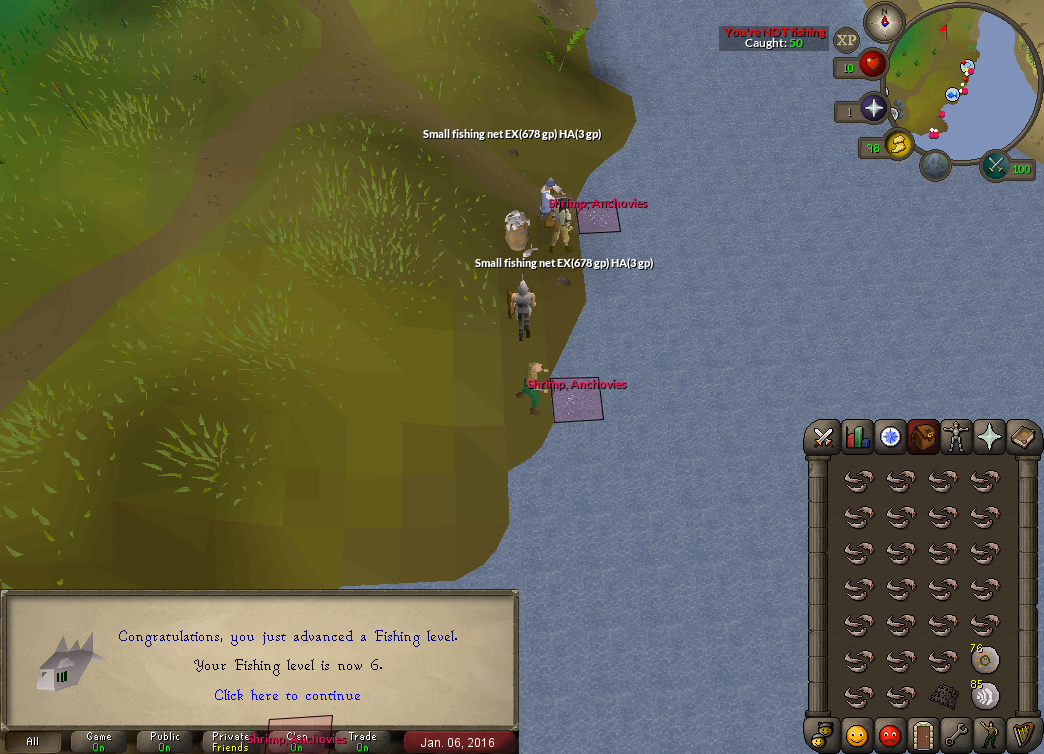 You're NOT fishing
Caught: 50
XP
N
10
1
98
100
Small fishing net EX(678 gp) HA(3 gp)
Shrimp, Anchovies
Small fishing net EX(678 gp) HA(3 gp)
Shrimp, Anchovies
76
85
Congratulations, you just advanced a Fishing level.
Your Fishing level is now 6.
Click here to continue
Shrimp, Anchovies
All
Game
On
Public
On
Private
Friends
Clan
On
Trade
On
Jan. 06, 2016